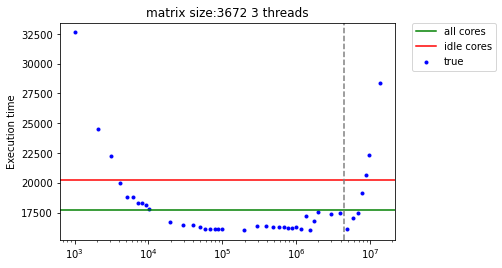 matrix size:3672 3 threads
all cores
idle cores
true
Execution time
32500
30000
27500
25000
22500
20000
17500
10³ 10⁴ 10⁵ 10⁶ 10⁷